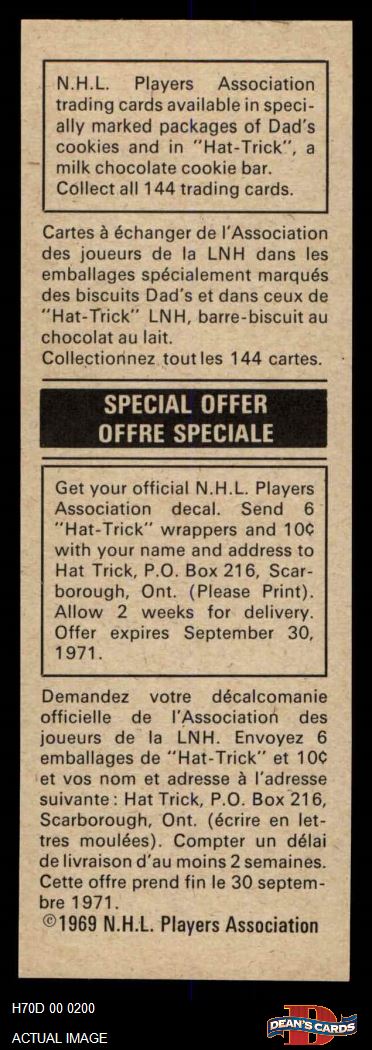 N.H.L. Players Association
trading cards available in speci-
ally marked packages of Dad's
cookies and in "Hat-Trick", a
milk chocolate cookie bar.
Collect all 144 trading cards.
Cartes à échanger de l'Association
des joueurs de la LNH dans les
emballages spécialement marqués
des biscuits Dad's et dans ceux de
"Hat-Trick" LNH, barre-biscuit au
chocolat au lait.
Collectionnez toutles 144 cartes.
SPECIAL OFFER
OFFRE SPECIALE
Get your official N.H.L. Players
Association decal. Send 6
"Hat-Trick" wrappers and 10¢
with your name and address to
Hat Trick, P.O. Box 216, Scar-
borough, Ont. (Please Print).
Allow 2 weeks for delivery.
Offer expires September 30,
1971.
Demandez votre décalcomanie
officielle de l'Association des
joueurs de la LNH. Envoyez 6
emballages de "Hat-Trick" et 10¢
et vos nom et adresse à l'adresse
suivante: Hat Trick, P.O. Box 216,
Scarborough, Ont. (écrire en let-
tres moulées). Compter un délai
de livraison d'au moins 2 semaines.
Cette offre prend fin le 30 septem-
bre 1971.
©1969 N.H.L. Players Association
H70D 00 0200
ACTUAL IMAGE
D
DEAN'S CARDS